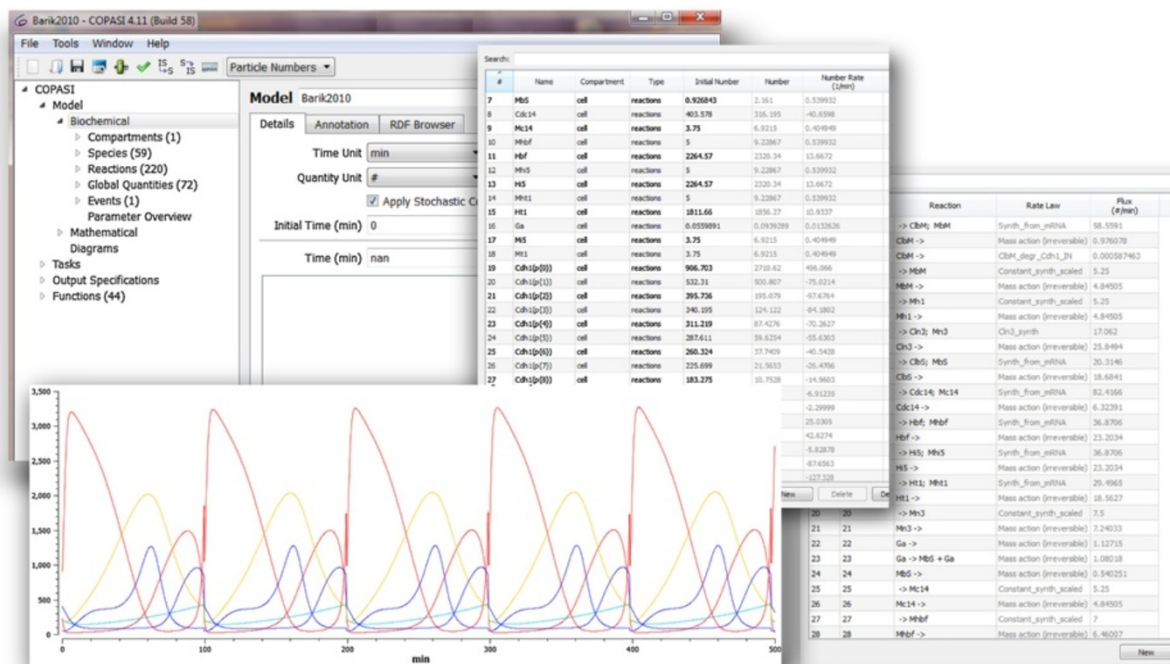 Barik2010 - COPASI 4.11 (Build 58)
File Tools Window Help
Particle Numbers
COPASI
Model
Biochemical
Compartments (1)
Species (59)
Reactions (220)
Global Quantities (72)
Events (1)
Parameter Overview
Mathematical
Diagrams
Tasks
Output Specifications
Functions (44)
Model Barik2010
Details Annotation RDF Browser
Time Unit min
Quantity Unit #
Apply Stochastic
Initial Time (min) 0
Time (min) nan
Search:
# Name Compartment Type Initial Number Number Number Rate (1/min)
7 MbS cell reactions 0.926843 2.161 0.539932
8 Cdc14 cell reactions 403.578 316.195 -40.6598
9 Mc14 cell reactions 3.75 6.9215 0.404949
10 Mhbf cell reactions 5 9.22867 0.539932
11 Hbf cell reactions 2264.57 2320.34 13.6672
12 Mhi5 cell reactions 5 9.22867 0.539932
13 Hi5 cell reactions 2264.57 2320.34 13.6672
14 Mht1 cell reactions 5 9.22867 0.539932
15 Ht1 cell reactions 1811.66 1856.27 10.9337
16 Ga cell reactions 0.0559891 0.0939289 0.0132626
17 Mi5 cell reactions 3.75 6.9215 0.404949
18 Mt1 cell reactions 3.75 6.9215 0.404949
19 Cdh1{p{0}} cell reactions 906.703 2710.62 496.066
20 Cdh1{p{1}} cell reactions 532.31 500.807 -75.0214
21 Cdh1{p{2}} cell reactions 395.736 195.079 -97.6764
22 Cdh1{p{3}} cell reactions 340.195 124.122 -84.1802
23 Cdh1{p{4}} cell reactions 311.219 87.4276 -70.2627
24 Cdh1{p{5}} cell reactions 287.611 59.6254 -55.6303
25 Cdh1{p{6}} cell reactions 260.324 37.7409 -40.5428
26 Cdh1{p{7}} cell reactions 225.699 21.5653 -26.4706
27 Cdh1{p{8}} cell reactions 183.275 10.7528 -14.9603
-6.91235
-2.29999
25.0305
42.6274
-5.82878
-87.6563
-127.328
New Delete De
Reaction Rate Law Flux (#/min)
-> ClbM; MbM Synth_from_mRNA 58.5591
ClbM -> Mass action (irreversible) 0.976078
ClbM -> ClbM_degr_Cdh1_IN 0.000587463
-> MbM Constant_synth_scaled 5.25
MbM -> Mass action (irreversible) 4.84505
-> Mh1 Constant_synth_scaled 5.25
Mh1 -> Mass action (irreversible) 4.84505
-> Cln3; Mn3 Cln3_synth 17.062
Cln3 -> Mass action (irreversible) 25.8494
-> ClbS; MbS Synth_from_mRNA 20.3146
ClbS -> Mass action (irreversible) 18.6841
-> Cdc14; Mc14 Synth_from_mRNA 82.4166
Cdc14 -> Mass action (irreversible) 6.32391
-> Hbf; Mhbf Synth_from_mRNA 36.8706
Hbf -> Mass action (irreversible) 23.2034
-> Hi5; Mhi5 Synth_from_mRNA 36.8706
Hi5 -> Mass action (irreversible) 23.2034
-> Ht1; Mht1 Synth_from_mRNA 29.4965
Ht1 -> Mass action (irreversible) 18.5627
20 20 -> Mn3 Constant_synth_scaled 7.5
21 21 Mn3 -> Mass action (irreversible) 7.24033
22 22 Ga -> Mass action (irreversible) 1.12715
23 23 Ga -> MbS + Ga Mass action (irreversible) 1.08018
24 24 MbS -> Mass action (irreversible) 0.540251
25 25 -> Mc14 Constant_synth_scaled 5.25
26 26 Mc14 -> Mass action (irreversible) 4.84505
27 27 -> Mhbf Constant_synth_scaled 7
28 28 Mhbf -> Mass action (irreversible) 6.46007
New
3,500
3,000
2,500
2,000
1,500
1,000
500
0
0 100 200 300 400 500
min